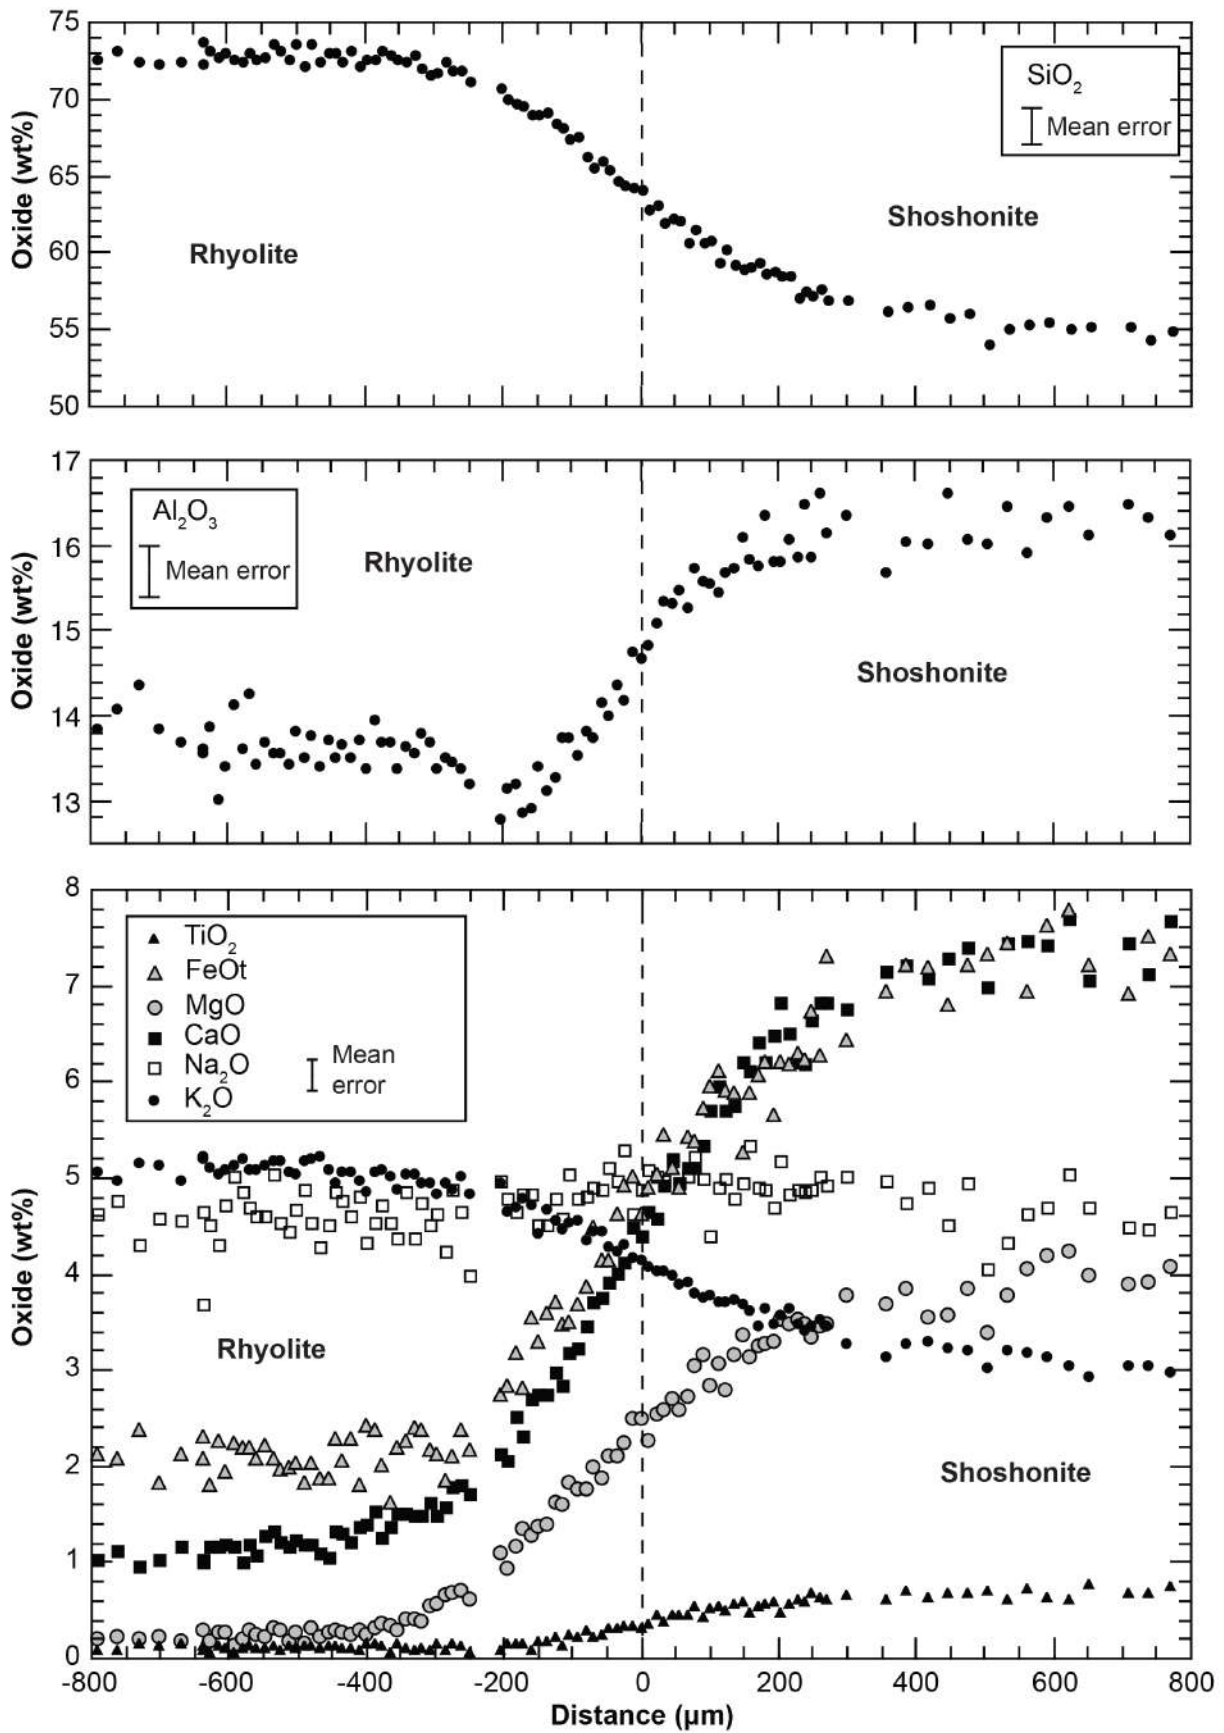 75
70
65
60
55
50
Oxide (wt%)
SiO2
Mean error
Rhyolite
Shoshonite
17
16
15
14
13
Oxide (wt%)
Al2O3
Mean error
Rhyolite
Shoshonite
8
7
6
5
4
3
2
1
0
Oxide (wt%)
TiO2
FeOt
MgO
CaO
Na2O
K2O
Mean
error
Rhyolite
Shoshonite
-800 -600 -400 -200 0 200 400 600 800
Distance (µm)